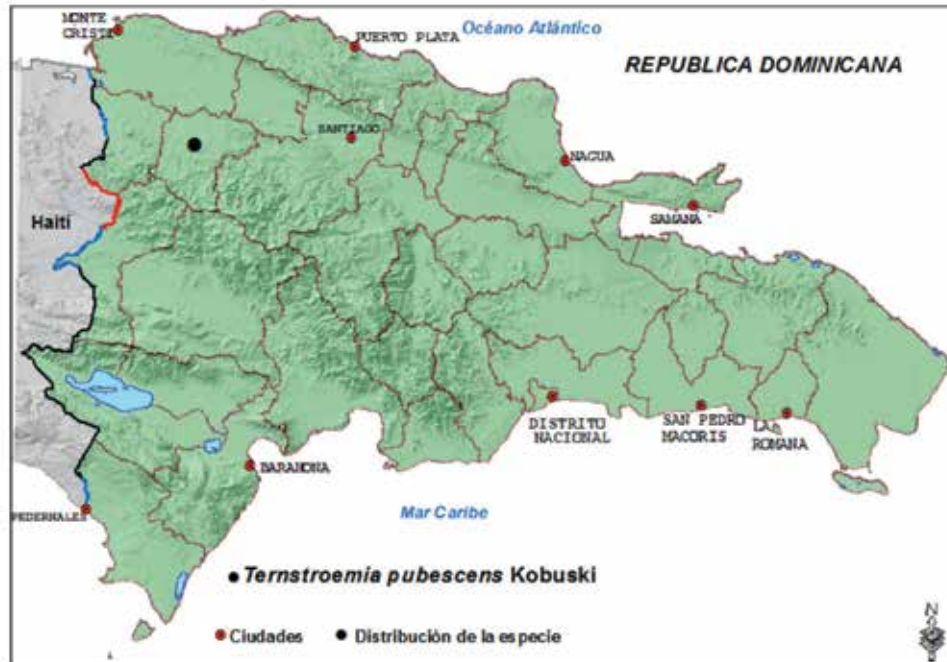 MONTE
CRISTI
Océano Atlántico
PUERTO PLATA
REPUBLICA DOMINICANA
SANTIAGO
NAGUA
SAMANA
Haití
DISTRITO
NACIONAL
SAN PEDRO
MACORIS
LA
ROMANA
BARAHONA
PEDERNALES
Mar Caribe
Ternstroemia pubescens Kobuski
Ciudades
Distribución de la especie
N